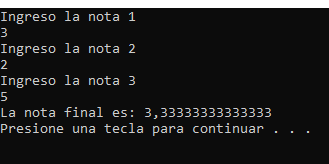 Ingreso la nota 1
3
Ingreso la nota 2
2
Ingreso la nota 3
5
La nota final es: 3,33333333333333
Presione una tecla para continuar . . .